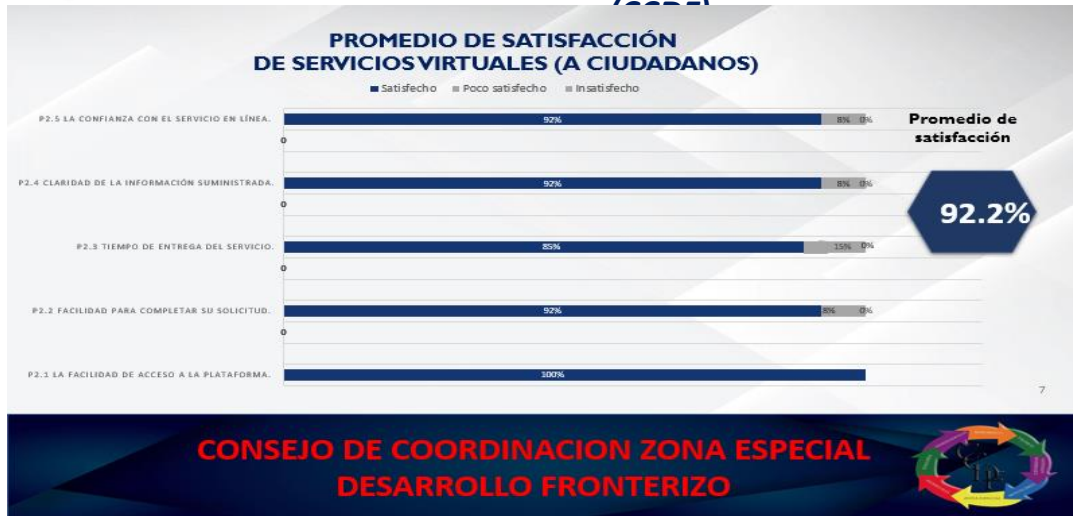 PROMEDIO DE SATISFACCIÓN
DE SERVICIOS VIRTUALES (A CIUDADANOS)
Satisfecho Poco satisfecho Insatisfecho
P2.5 LA CONFIANZA CON EL SERVICIO EN LÍNEA. 92% 8% 0%
0
P2.4 CLARIDAD DE LA INFORMACIÓN SUMINISTRADA. 92% 8% 0%
0
P2.3 TIEMPO DE ENTREGA DEL SERVICIO. 85% 15% 0%
0
P2.2 FACILIDAD PARA COMPLETAR SU SOLICITUD. 92% 8% 0%
0
P2.1 LA FACILIDAD DE ACCESO A LA PLATAFORMA. 100%
Promedio de
satisfacción
92.2%
7
CONSEJO DE COORDINACION ZONA ESPECIAL
DESARROLLO FRONTERIZO